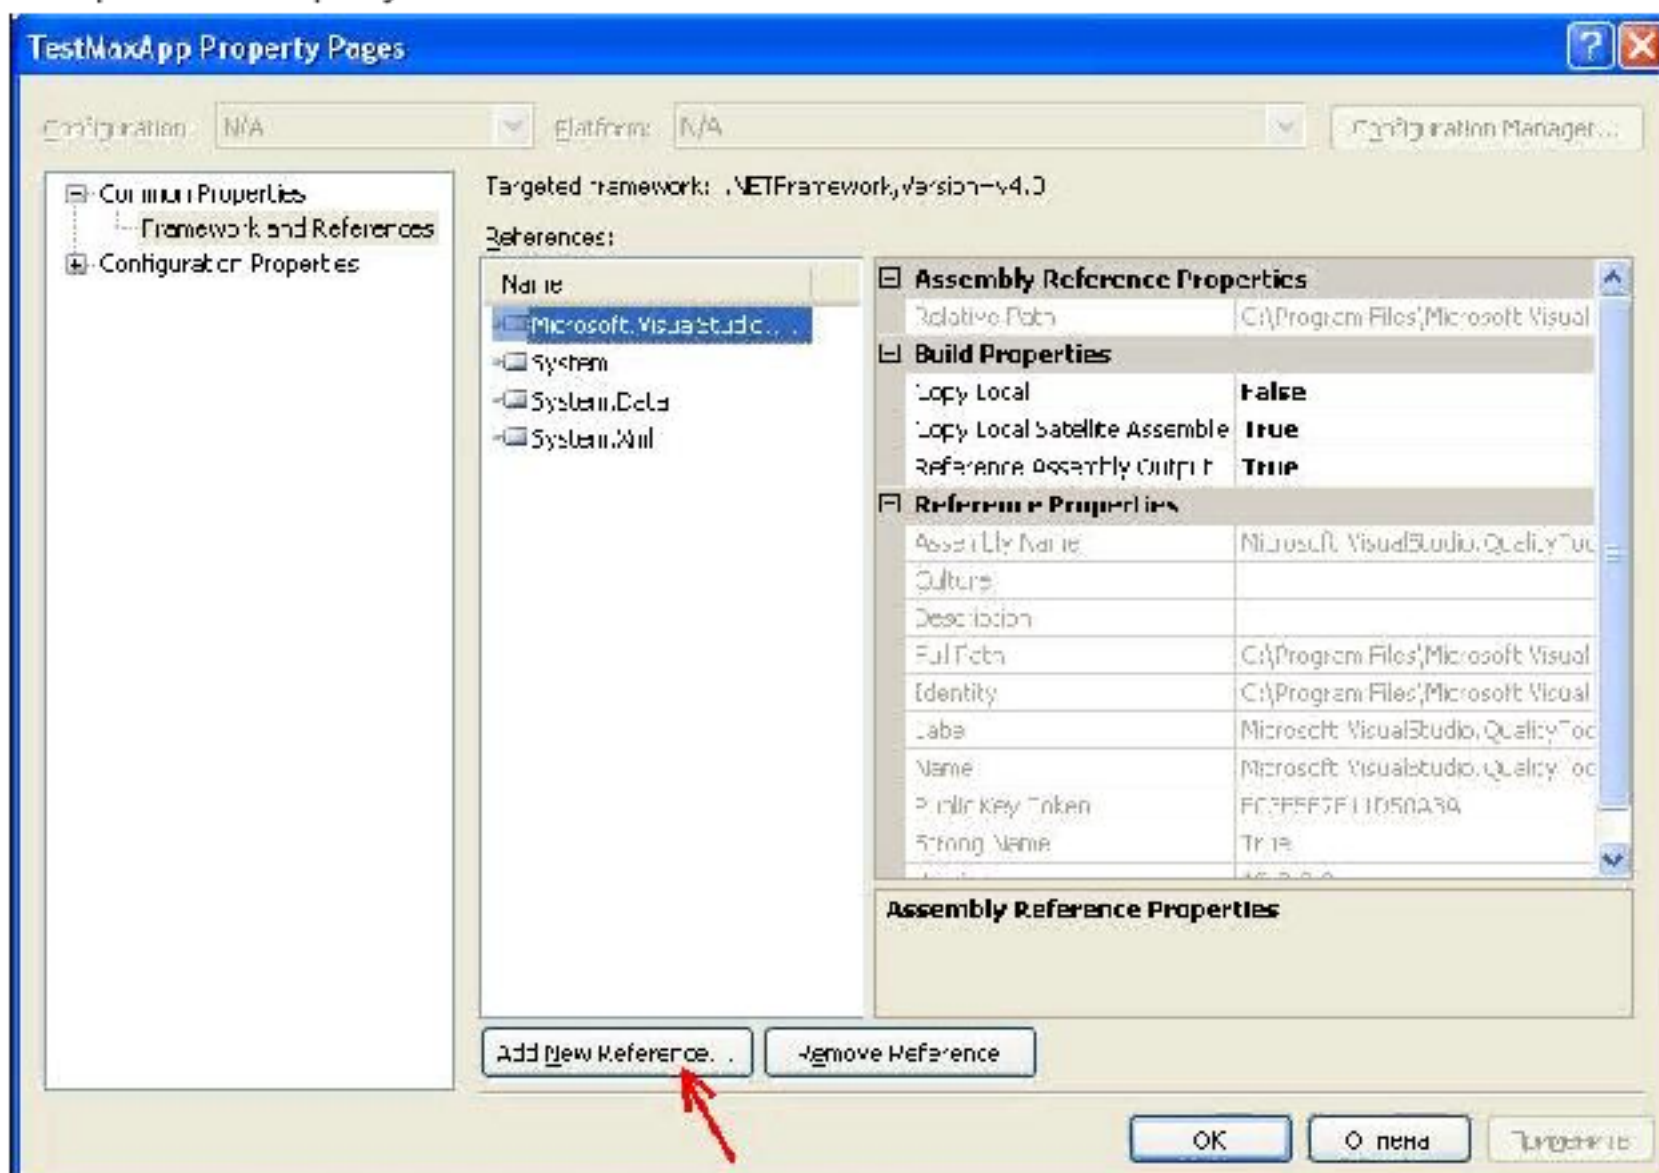 TestMaxApp Property Pages
Configuration: N/A Platform: N/A Configuration Manager...
Common Properties
Framework and References
Configuration Properties
Targeted framework: .NETFramework,Version=v4.0
References:
Name
Microsoft.VisualStudio....
System
System.Data
System.Xml
Assembly Reference Properties
Relative Path C:\Program Files\Microsoft Visual
Build Properties
Copy Local False
Copy Local Satellite Assemblie True
Reference Assembly Output True
Reference Properties
Assembly Name Microsoft.VisualStudio.QualityToo
Culture
Description
Full Path C:\Program Files\Microsoft Visual
Identity C:\Program Files\Microsoft Visual
Label Microsoft.VisualStudio.QualityToo
Name Microsoft.VisualStudio.QualityToo
Public Key Token
Strong Name True
Assembly Reference Properties
Add New Reference... Remove Reference
OK Отмена Применить